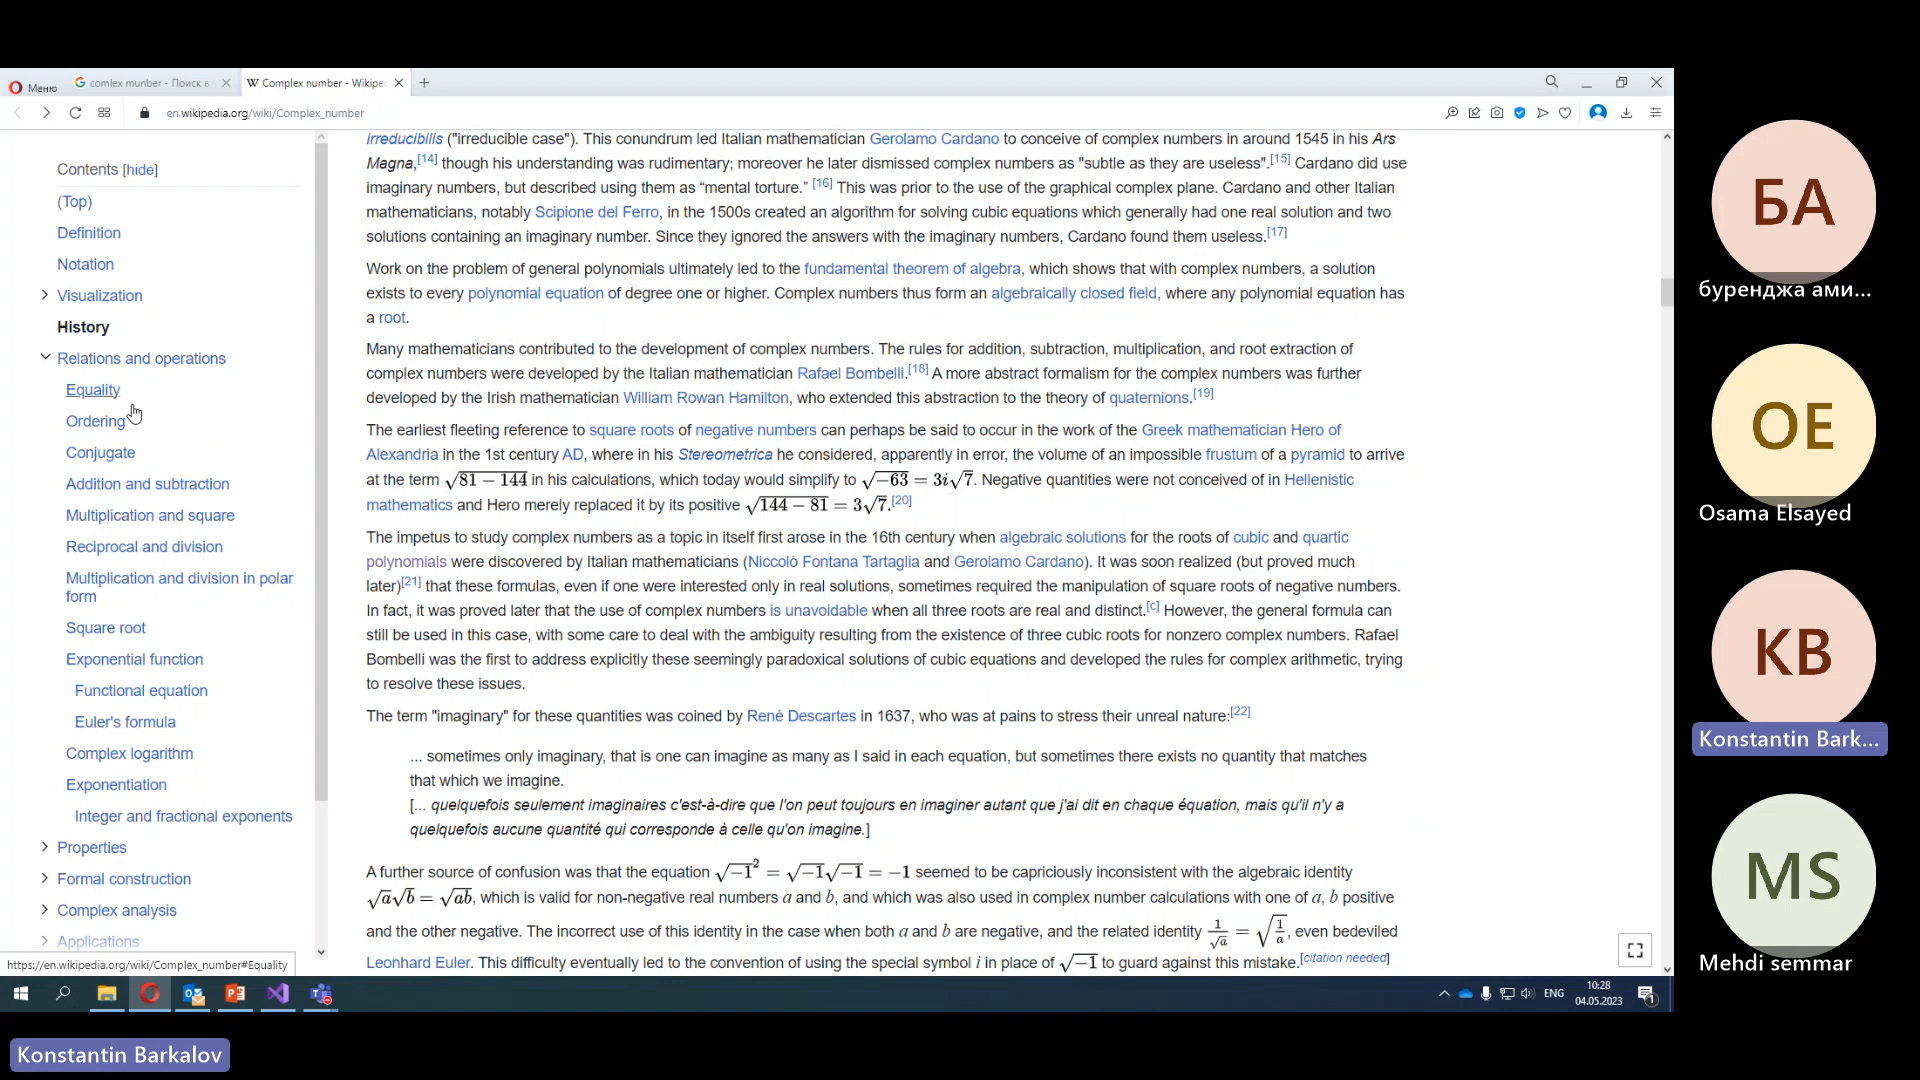 Меню
comlex munber - Поиск в
Complex number - Wikipe
en.wikipedia.org/wiki/Complex_number
Contents [hide]
(Top)
Definition
Notation
Visualization
History
Relations and operations
Equality
Ordering
Conjugate
Addition and subtraction
Multiplication and square
Reciprocal and division
Multiplication and division in polar
form
Square root
Exponential function
Functional equation
Euler's formula
Complex logarithm
Exponentiation
Integer and fractional exponents
Properties
Formal construction
Complex analysis
Applications
https://en.wikipedia.org/wiki/Complex_number#Equality
irreducibilis ("irreducible case"). This conundrum led Italian mathematician Gerolamo Cardano to conceive of complex numbers in around 1545 in his Ars
Magna,[14] though his understanding was rudimentary; moreover he later dismissed complex numbers as "subtle as they are useless".[15] Cardano did use
imaginary numbers, but described using them as “mental torture.” [16] This was prior to the use of the graphical complex plane. Cardano and other Italian
mathematicians, notably Scipione del Ferro, in the 1500s created an algorithm for solving cubic equations which generally had one real solution and two
solutions containing an imaginary number. Since they ignored the answers with the imaginary numbers, Cardano found them useless.[17]
Work on the problem of general polynomials ultimately led to the fundamental theorem of algebra, which shows that with complex numbers, a solution
exists to every polynomial equation of degree one or higher. Complex numbers thus form an algebraically closed field, where any polynomial equation has
a root.
Many mathematicians contributed to the development of complex numbers. The rules for addition, subtraction, multiplication, and root extraction of
complex numbers were developed by the Italian mathematician Rafael Bombelli.[18] A more abstract formalism for the complex numbers was further
developed by the Irish mathematician William Rowan Hamilton, who extended this abstraction to the theory of quaternions.[19]
The earliest fleeting reference to square roots of negative numbers can perhaps be said to occur in the work of the Greek mathematician Hero of
Alexandria in the 1st century AD, where in his Stereometrica he considered, apparently in error, the volume of an impossible frustum of a pyramid to arrive
at the term √81 − 144 in his calculations, which today would simplify to √−63 = 3i√7. Negative quantities were not conceived of in Hellenistic
mathematics and Hero merely replaced it by its positive √144 − 81 = 3√7.[20]
The impetus to study complex numbers as a topic in itself first arose in the 16th century when algebraic solutions for the roots of cubic and quartic
polynomials were discovered by Italian mathematicians (Niccolò Fontana Tartaglia and Gerolamo Cardano). It was soon realized (but proved much
later)[21] that these formulas, even if one were interested only in real solutions, sometimes required the manipulation of square roots of negative numbers.
In fact, it was proved later that the use of complex numbers is unavoidable when all three roots are real and distinct.[c] However, the general formula can
still be used in this case, with some care to deal with the ambiguity resulting from the existence of three cubic roots for nonzero complex numbers. Rafael
Bombelli was the first to address explicitly these seemingly paradoxical solutions of cubic equations and developed the rules for complex arithmetic, trying
to resolve these issues.
The term "imaginary" for these quantities was coined by René Descartes in 1637, who was at pains to stress their unreal nature:[22]
... sometimes only imaginary, that is one can imagine as many as I said in each equation, but sometimes there exists no quantity that matches
that which we imagine.
[... quelquefois seulement imaginaires c'est-à-dire que l'on peut toujours en imaginer autant que j'ai dit en chaque équation, mais qu'il n'y a
quelquefois aucune quantité qui corresponde à celle qu'on imagine.]
A further source of confusion was that the equation √−1² = √−1√−1 = −1 seemed to be capriciously inconsistent with the algebraic identity
√a√b = √ab, which is valid for non-negative real numbers a and b, and which was also used in complex number calculations with one of a, b positive
and the other negative. The incorrect use of this identity in the case when both a and b are negative, and the related identity 1/√a = √1/a, even bedeviled
Leonhard Euler. This difficulty eventually led to the convention of using the special symbol i in place of √−1 to guard against this mistake.[citation needed]
ENG
10:28
04.05.2023
1
БА
буренджа ами...
OE
Osama Elsayed
KB
Konstantin Bark...
MS
Mehdi semmar
Konstantin Barkalov